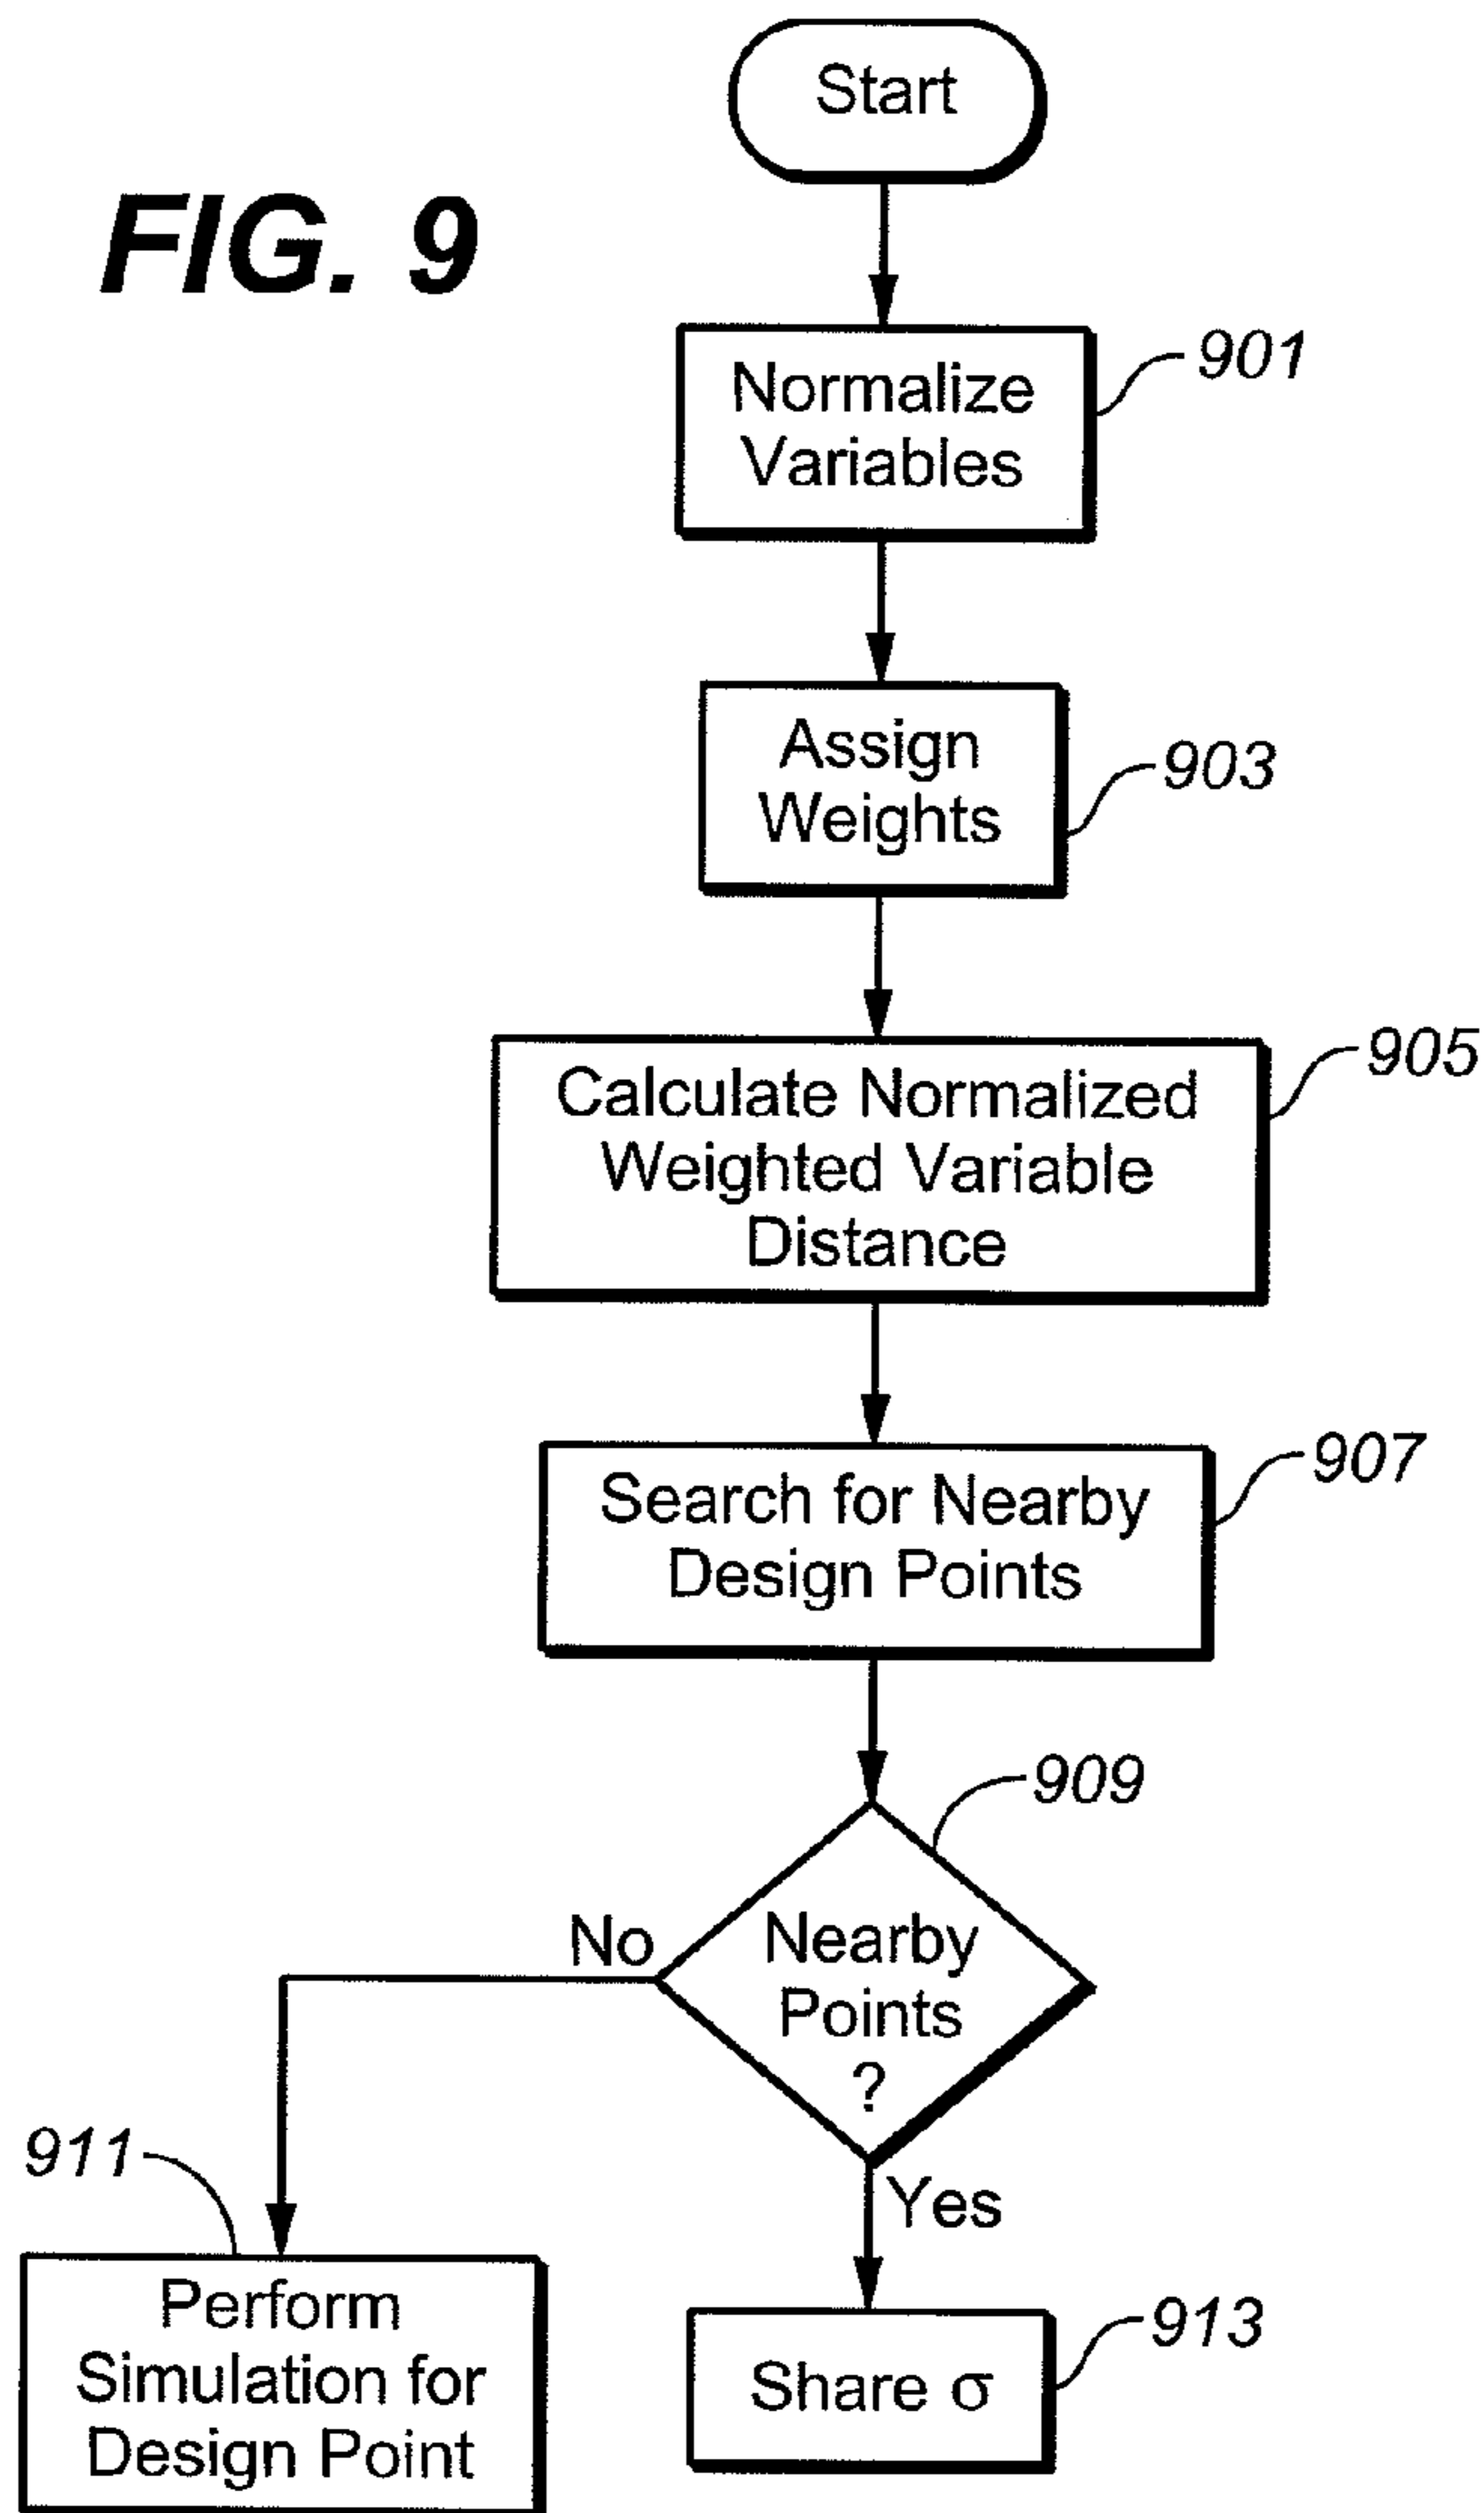 Start
FIG. 9
901
Normalize
Variables
Assign
903
Weights
905
Calculate Normalized
Weighted Variable
Distance
907
Search for Nearby
Design Points
909
No
Nearby
Points
?
911
Yes
Perform
Simulation for
Design Point
913
Share σ